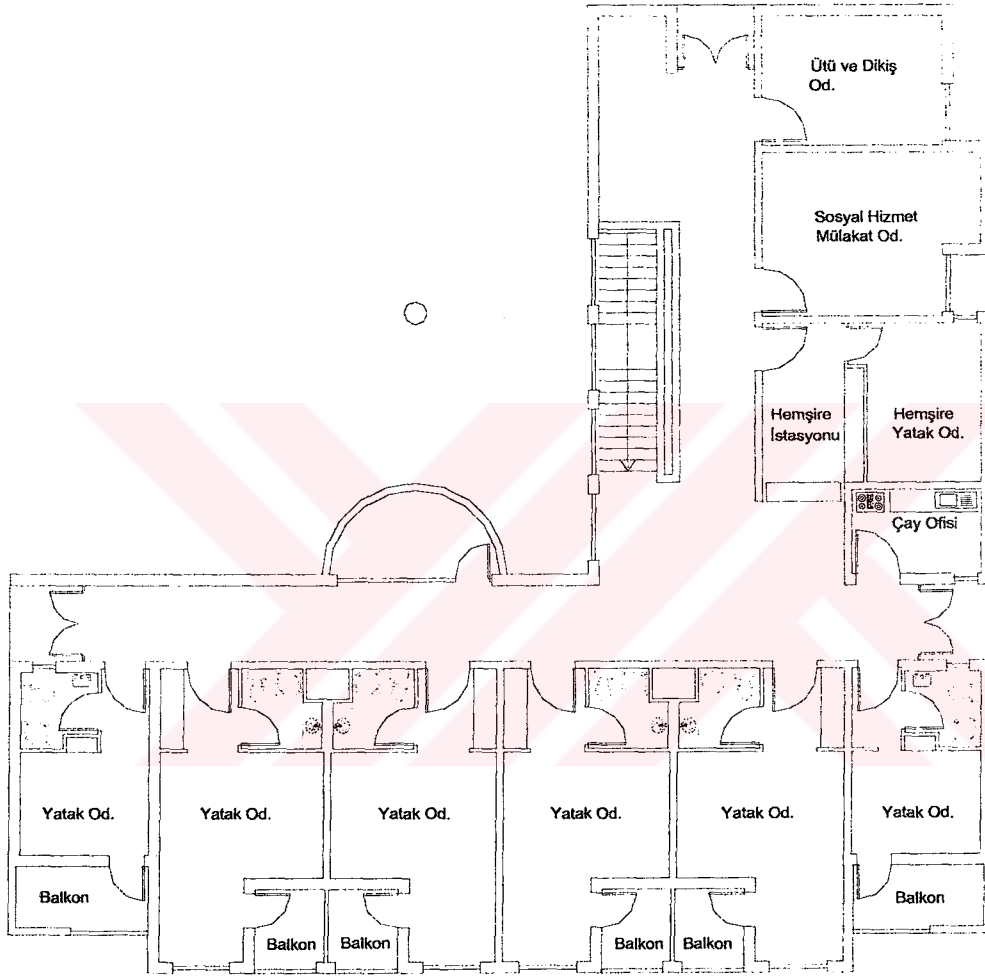 Ütü ve Dikiş
Od.
Sosyal Hizmet
Mülakat Od.
Hemşire
İstasyonu
Hemşire
Yatak Od.
Çay Ofisi
Yatak Od.
Yatak Od.
Yatak Od.
Yatak Od.
Yatak Od.
Yatak Od.
Balkon
Balkon
Balkon
Balkon
Balkon
Balkon